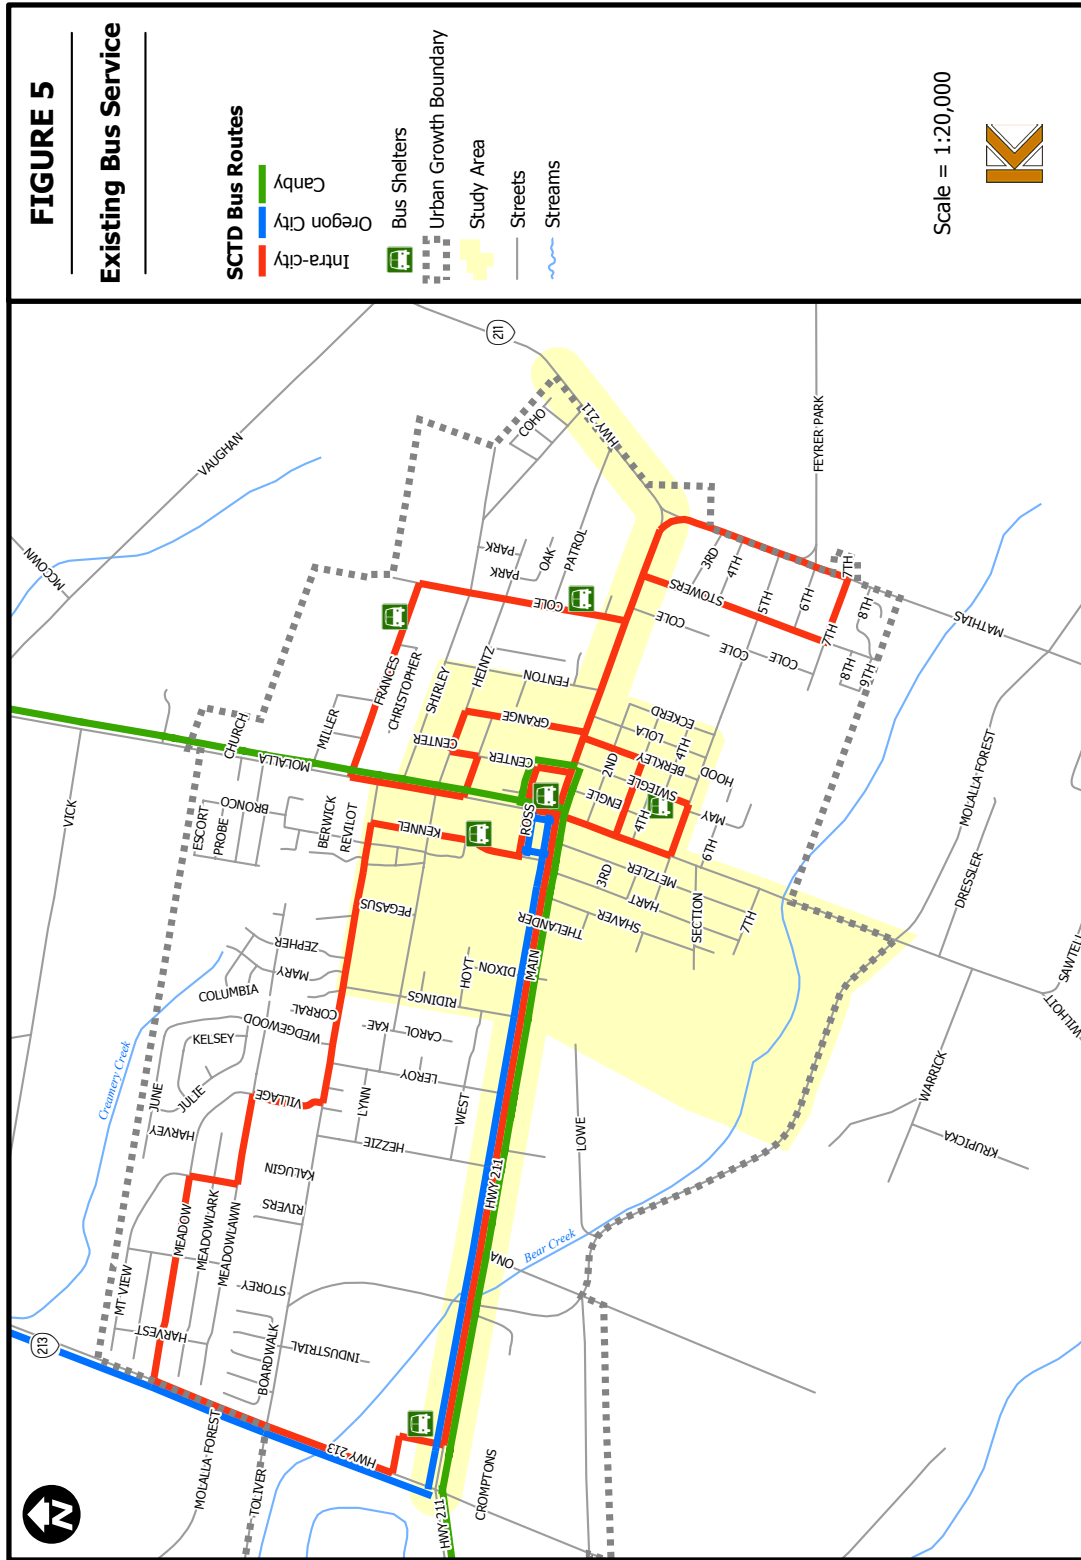 FIGURE 5
Existing Bus Service
SCTD Bus Routes
Intra-city
Oregon City
Canby
Bus Shelters
Urban Growth Boundary
Study Area
Streets
Streams
Scale = 1:20,000
N
213
211
MCCOWN
VAUGHAN
VICK
CHURCH
MOLALLA
MILLER
FRANCES
CHRISTOPHER
SHIRLEY
HEINTZ
FENTON
GRANGE
CENTER
CENTER
COLE
PARK
PARK
OAK
PATROL
COHO
HWY 211
FEYRER PARK
3RD
4TH
5TH
6TH
7TH
7TH
8TH
8TH
9TH
STOWERS
COLE
COLE
COLE
MATHIAS
ECKERD
LOLA
4TH
BERKLEY
HOOD
SWIEGLE
MAY
2ND
ENGLE
4TH
6TH
ROSS
ESCORT
PROBE
BRONCO
BERWICK
REVILOT
KENNEL
PEGASUS
METZLER
3RD
HART
SHAVER
SECTION
7TH
THELANDER
MAIN
DIXON
HOYT
RIDINGS
ZEPHER
MARY
COLUMBIA
CORRAL
WEDGEWOOD
KELSEY
JUNE
JULIE
VILLAGE
HARVEY
KAE
CAROL
LEROY
LYNN
WEST
HEZZIE
LOWE
Creamery Creek
KALUGIN
RIVERS
MEADOW
MEADOWLARK
MEADOWLAWN
MT VIEW
HARVEST
STOREY
BOARDWALK
INDUSTRIAL
HWY 211
ONA
Bear Creek
MOLALLA FOREST
DRESSLER
SAWTELL
WILHOIT
WARRICK
KRUPICKA
MOLALLA FOREST
TOLIVER
HWY 213
CROMPTONS
HWY 211